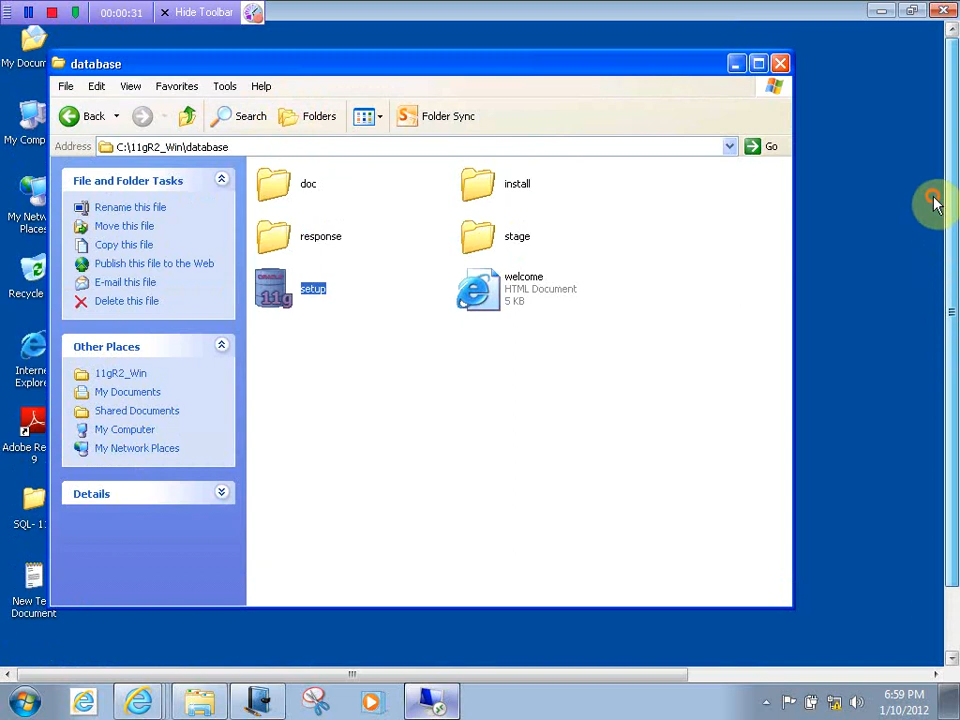 00:00:31 Hide Toolbar
My Docum
My Comp
My Netw
Places
Recycle
Interne
Explore
Adobe Re
9
SQL- 11
New Te
Document
database
File Edit View Favorites Tools Help
Back Search Folders Folder Sync
Address C:\11gR2_Win\database Go
File and Folder Tasks
Rename this file
Move this file
Copy this file
Publish this file to the Web
E-mail this file
Delete this file
Other Places
11gR2_Win
My Documents
Shared Documents
My Computer
My Network Places
Details
doc
install
response
stage
ORACLE
11g
setup
welcome
HTML Document
5 KB
6:59 PM
1/10/2012